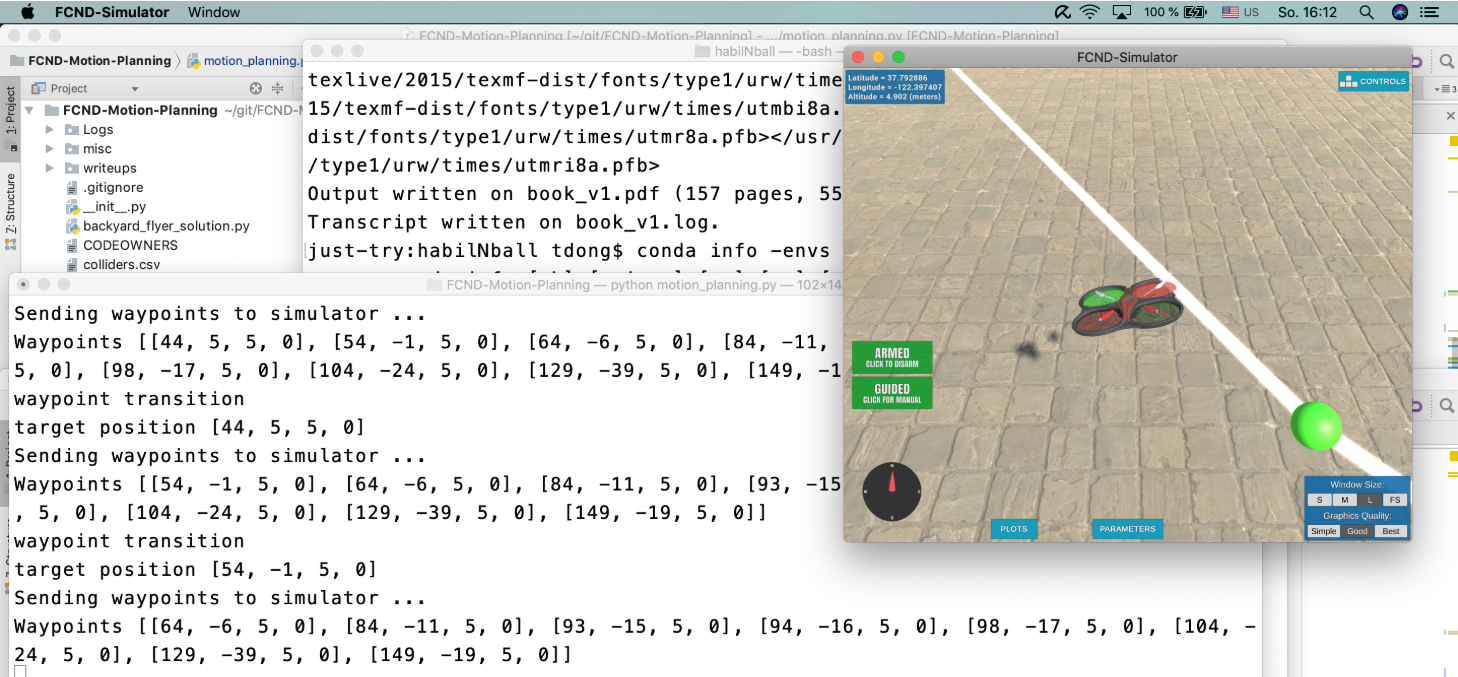 FCND-Simulator Window
100 % US So. 16:12
FCND-Motion-Planning [~/git/FCND-Motion-Planning] - .../motion_planning.py [FCND-Motion-Planning]
FCND-Motion-Planning motion_planning.p
habilNball — -bash —
1: Project
Project
FCND-Motion-Planning ~/git/FCND-M
Logs
misc
writeups
.gitignore
__init__.py
backyard_flyer_solution.py
CODEOWNERS
colliders.csv
Z: Structure
texlive/2015/texmf-dist/fonts/type1/urw/time
15/texmf-dist/fonts/type1/urw/times/utmbi8a.
dist/fonts/type1/urw/times/utmr8a.pfb></usr/
/type1/urw/times/utmri8a.pfb>
Output written on book_v1.pdf (157 pages, 55
Transcript written on book_v1.log.
just-try:habilNball tdong$ conda info -envs
FCND-Motion-Planning — python motion_planning.py — 102×14
Sending waypoints to simulator ...
Waypoints [[44, 5, 5, 0], [54, -1, 5, 0], [64, -6, 5, 0], [84, -11,
5, 0], [98, -17, 5, 0], [104, -24, 5, 0], [129, -39, 5, 0], [149, -1
waypoint transition
target position [44, 5, 5, 0]
Sending waypoints to simulator ...
Waypoints [[54, -1, 5, 0], [64, -6, 5, 0], [84, -11, 5, 0], [93, -15
, 5, 0], [104, -24, 5, 0], [129, -39, 5, 0], [149, -19, 5, 0]]
waypoint transition
target position [54, -1, 5, 0]
Sending waypoints to simulator ...
Waypoints [[64, -6, 5, 0], [84, -11, 5, 0], [93, -15, 5, 0], [94, -16, 5, 0], [98, -17, 5, 0], [104, -
24, 5, 0], [129, -39, 5, 0], [149, -19, 5, 0]]
FCND-Simulator
Latitude = 37.792886
Longitude = -122.397407
Altitude = 4.902 (meters)
CONTROLS
ARMED
CLICK TO DISARM
GUIDED
CLICK FOR MANUAL
PLOTS
PARAMETERS
Window Size:
S M L FS
Graphics Quality:
Simple Good Best